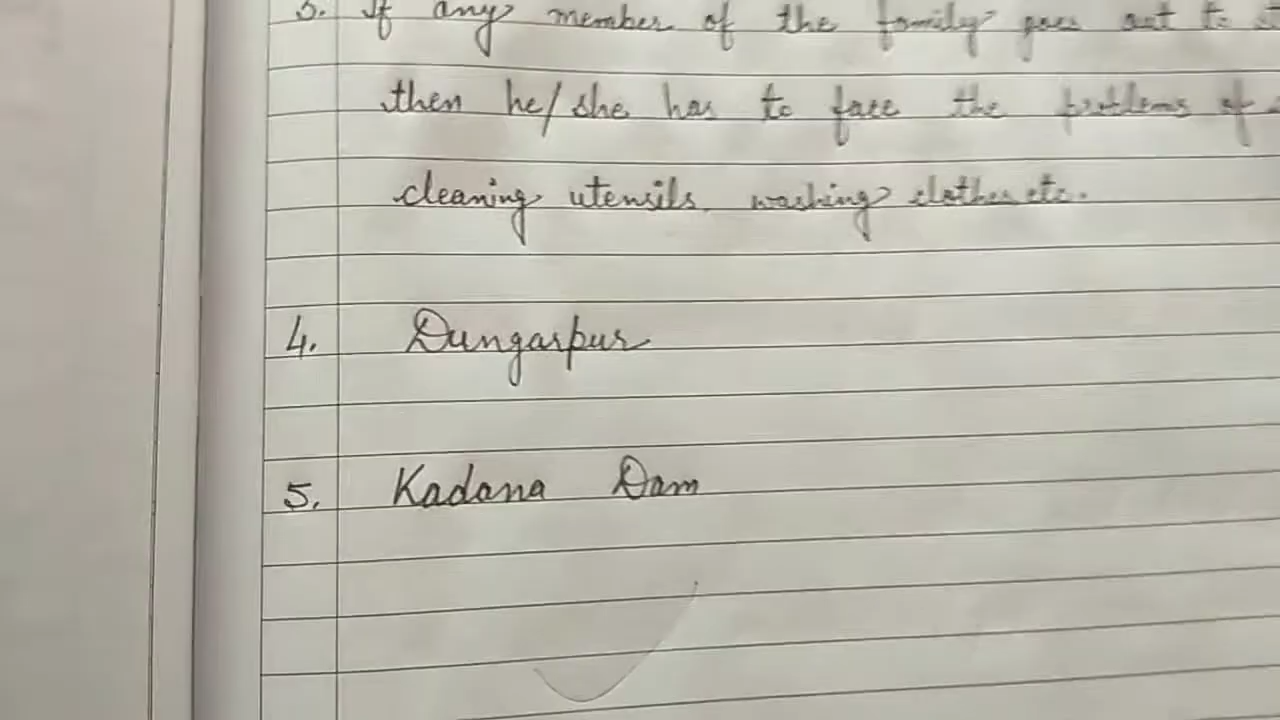 3. If any member of the family goes out to
then he/she has to face the problems of
cleaning utensils, washing clothes etc.
4. Dungarpur
5. Kadana Dam